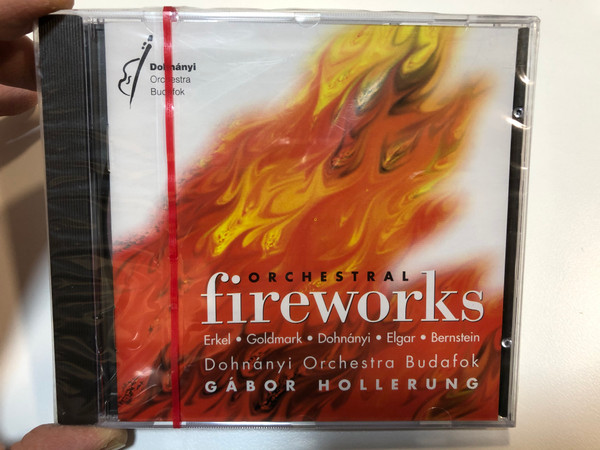 Dohnányi
Orchestra
Budafok
ORCHESTRAL
fireworks
Erkel • Goldmark • Dohnányi • Elgar • Bernstein
Dohnányi Orchestra Budafok
GÁBOR HOLLERUNG